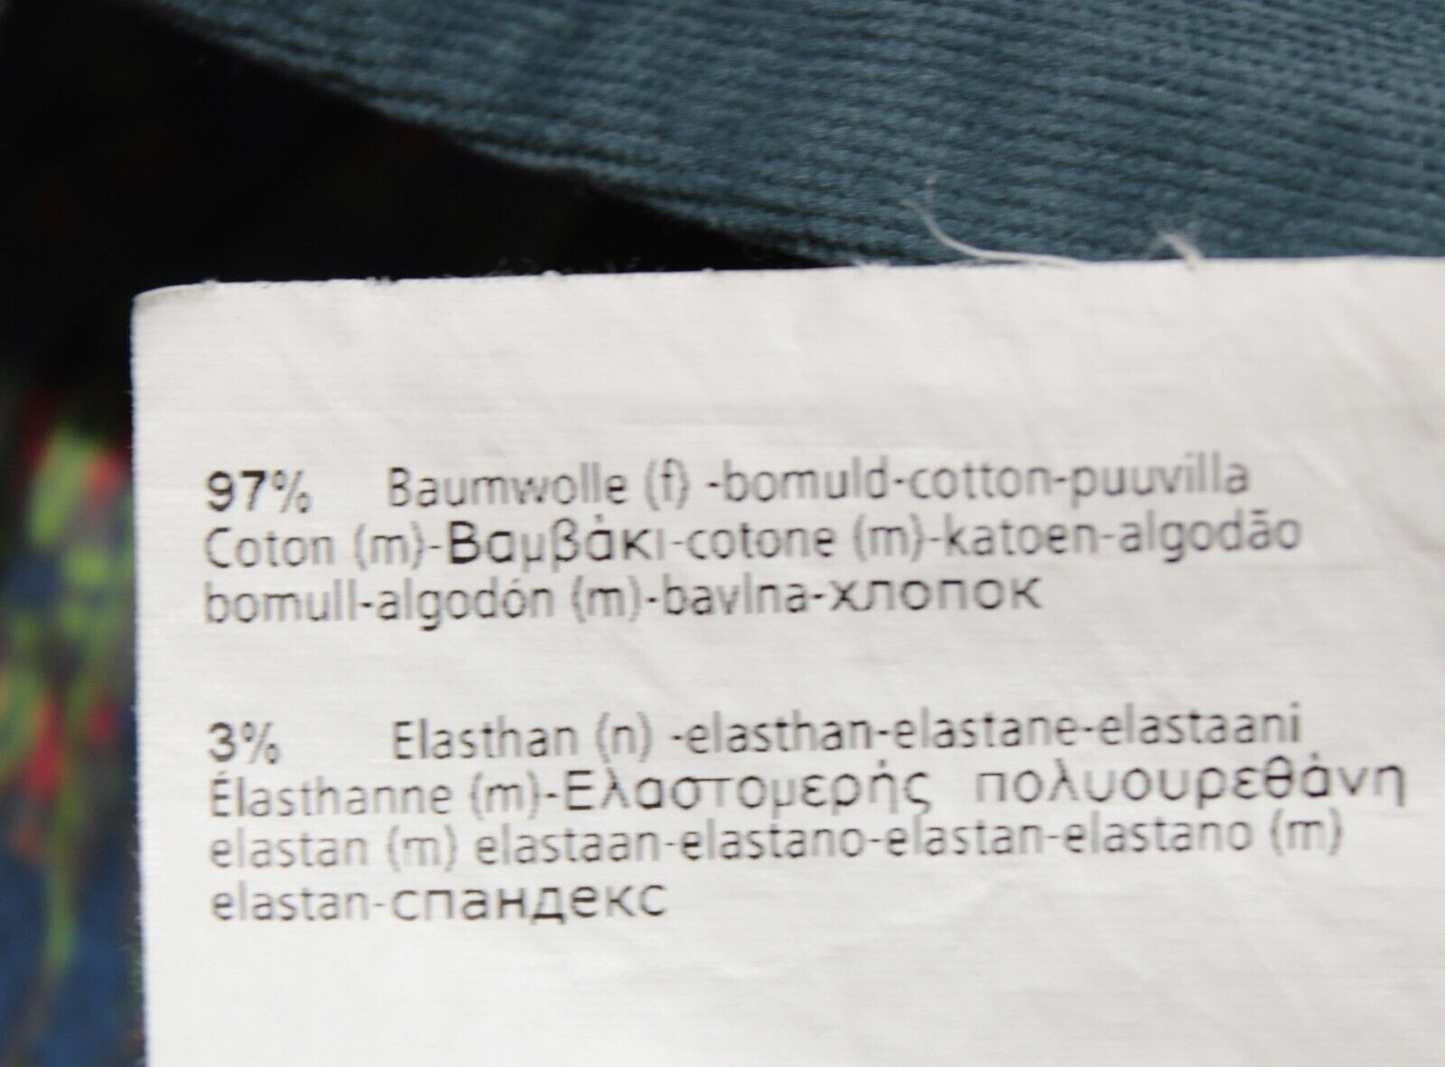 97% Baumwolle (f) -bomuld-cotton-puuvilla
Coton (m)-Βαμβάκι-cotone (m)-katoen-algodão
bomull-algodón (m)-bavlna-хлопок
3% Elasthan (n) -elasthan-elastane-elastaani
Élasthanne (m)-Ελαστομερής πολυουρεθάνη
elastan (m) elastaan-elastano-elastan-elastano (m)
elastan-спандекс